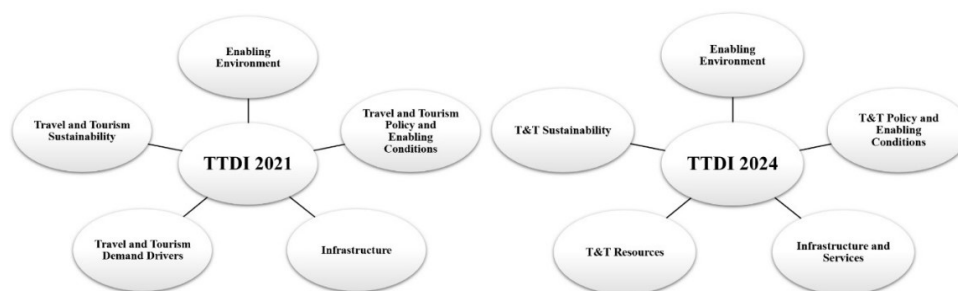 Enabling
Environment
Travel and Tourism
Sustainability
Travel and Tourism
Policy and
Enabling
Conditions
TTDI 2021
Travel and Tourism
Demand Drivers
Infrastructure
Enabling
Environment
T&T Sustainability
T&T Policy and
Enabling
Conditions
TTDI 2024
T&T Resources
Infrastructure and
Services